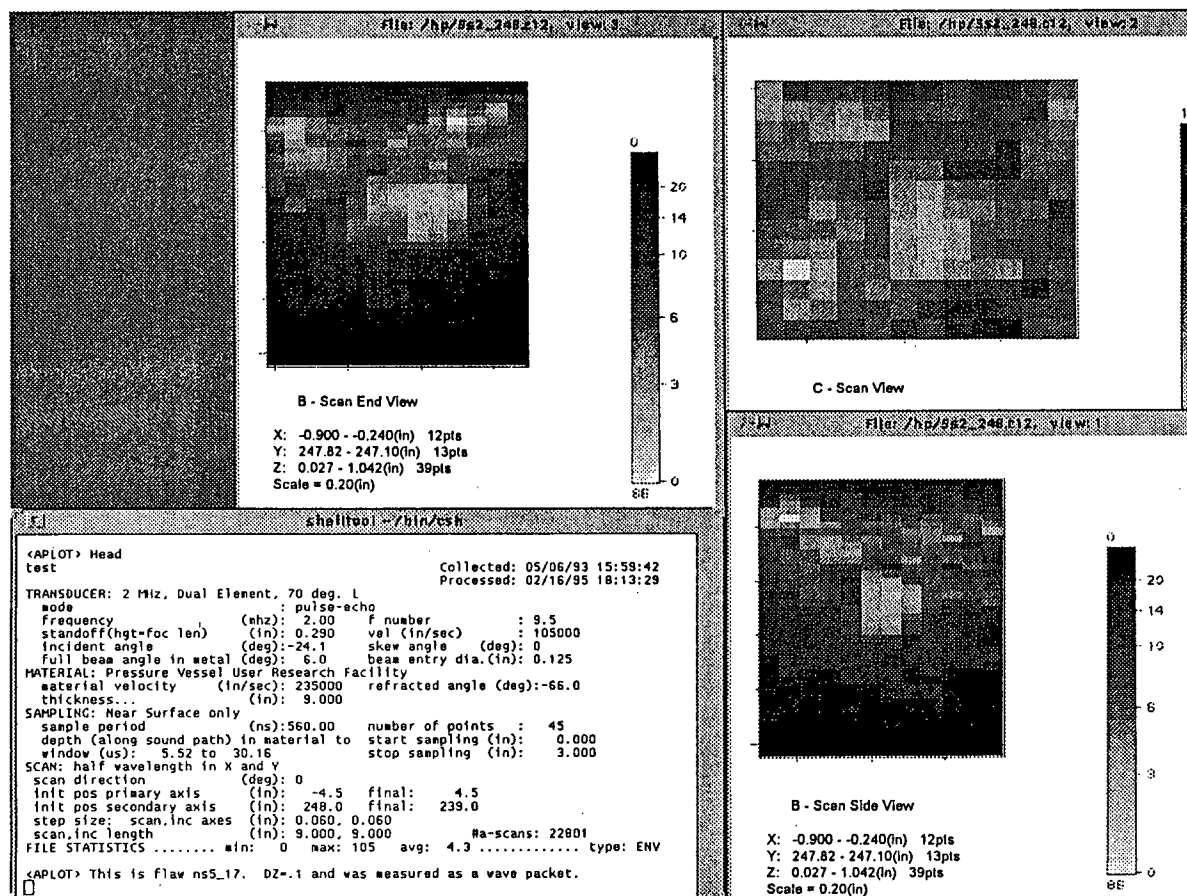 File: /hp/5s2_248.c12, view:3
0
20
14
10
6
3
0
B - Scan End View
X: -0.900 - -0.240(in) 12pts
Y: 247.82 - 247.10(in) 13pts
Z: 0.027 - 1.042(in) 39pts
Scale = 0.20(in)
File: /hp/5s2_248.c12, view:2
1
C - Scan View
File: /hp/5s2_248.c12, view:1
0
20
14
10
6
3
0
B - Scan Side View
X: -0.900 - -0.240(in) 12pts
Y: 247.82 - 247.10(in) 13pts
Z: 0.027 - 1.042(in) 39pts
Scale = 0.20(in)
shelltool - /bin/csh
<APLOT> Head
test Collected: 05/06/93 15:59:42
Processed: 02/16/95 18:13:29
TRANSDUCER: 2 MHz, Dual Element, 70 deg. L
mode : pulse-echo
frequency (mhz): 2.00 f number : 9.5
standoff(hgt=foc len) (in): 0.290 vel (in/sec) : 105000
incident angle (deg):-24.1 skew angle (deg): 0
full beam angle in metal (deg): 6.0 beam entry dia.(in): 0.125
MATERIAL: Pressure Vessel User Research Facility
material velocity (in/sec): 235000 refracted angle (deg):-66.0
thickness... (in): 9.000
SAMPLING: Near Surface only
sample period (ns):560.00 number of points : 45
depth (along sound path) in material to start sampling (in): 0.000
window (us): 5.52 to 30.16 stop sampling (in): 3.000
SCAN: half wavelength in X and Y
scan direction (deg): 0
init pos primary axis (in): -4.5 final: 4.5
init pos secondary axis (in): 248.0 final: 239.0
step size: scan,inc axes (in): 0.060, 0.060
scan,inc length (in): 9.000, 9.000 #a-scans: 22801
FILE STATISTICS ........ min: 0 max: 105 avg: 4.3 ............. type: ENV
<APLOT> This is flaw ns5_17. DZ=.1 and was measured as a wave packet.